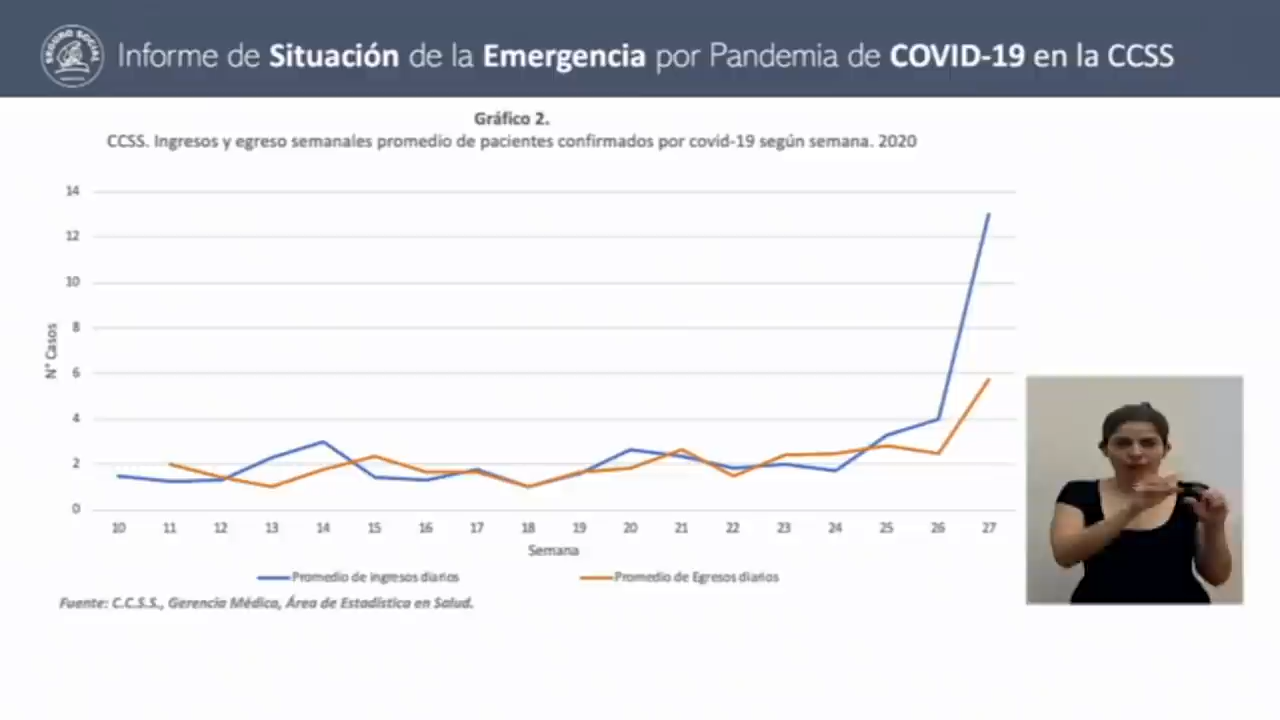 SEGURO SOCIAL
Informe de Situación de la Emergencia por Pandemia de COVID-19 en la CCSS
Gráfico 2.
CCSS. Ingresos y egreso semanales promedio de pacientes confirmados por covid-19 según semana. 2020
14
12
10
8
6
4
2
0
N° Casos
10 11 12 13 14 15 16 17 18 19 20 21 22 23 24 25 26 27
Semana
Promedio de ingresos diarios Promedio de Egresos diarios
Fuente: C.C.S.S., Gerencia Médica, Área de Estadística en Salud.